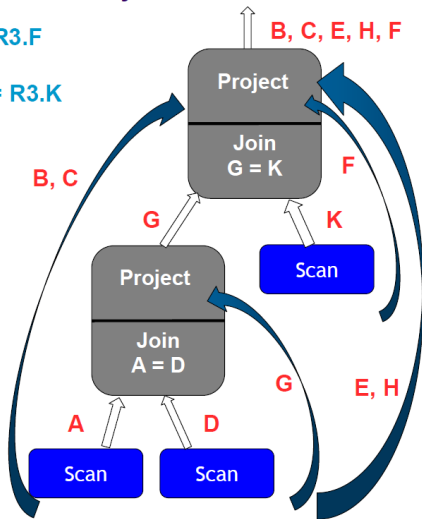 R3.F
B, C, E, H, F
= R3.K
Project
Join
G = K
B, C
F
G
K
Scan
Project
Join
A = D
G
E, H
A
D
Scan
Scan